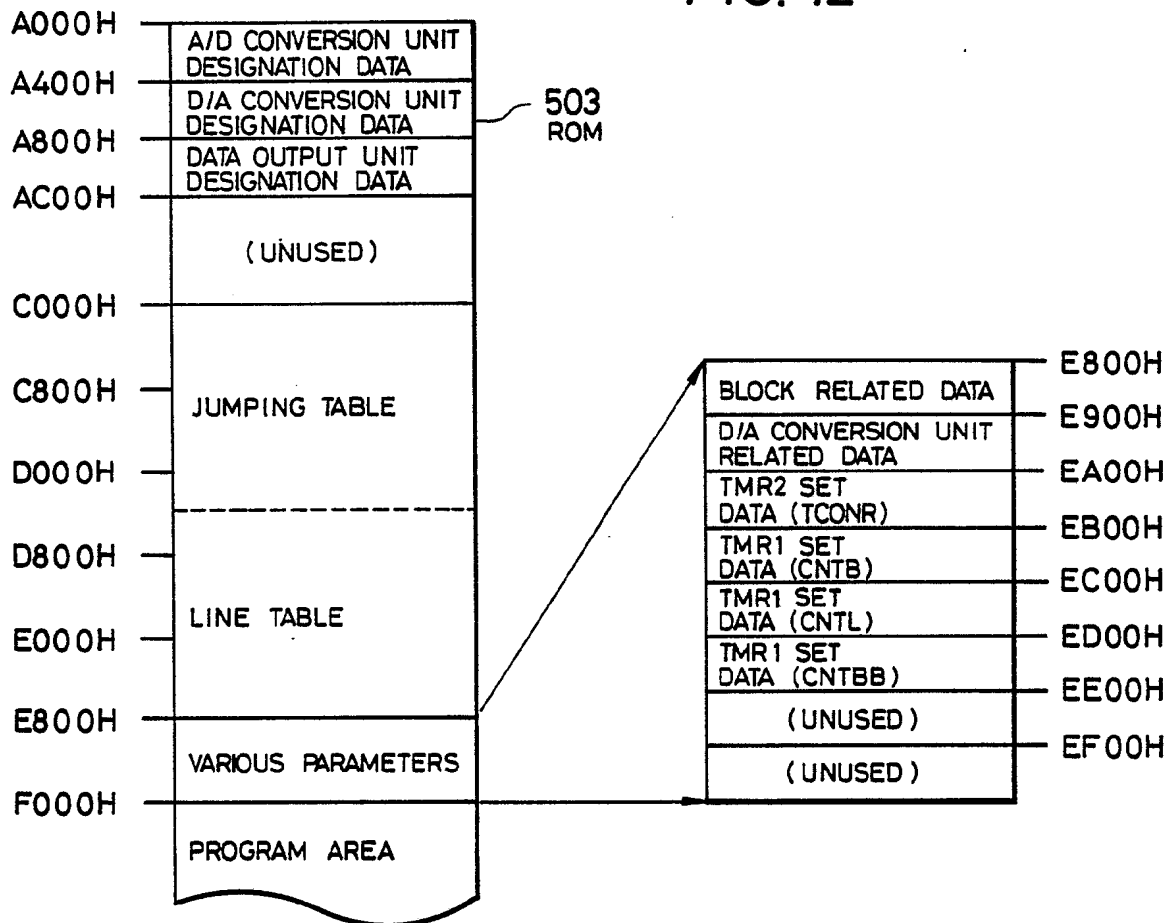 FIG. 12
A000H
A/D CONVERSION UNIT
DESIGNATION DATA
A400H
D/A CONVERSION UNIT
DESIGNATION DATA
503
ROM
A800H
DATA OUTPUT UNIT
DESIGNATION DATA
AC00H
(UNUSED)
C000H
C800H
JUMPING TABLE
D000H
D800H
LINE TABLE
E000H
E800H
VARIOUS PARAMETERS
F000H
PROGRAM AREA
E800H
BLOCK RELATED DATA
E900H
D/A CONVERSION UNIT
RELATED DATA
EA00H
TMR2 SET
DATA (TCONR)
EB00H
TMR1 SET
DATA (CNTB)
EC00H
TMR1 SET
DATA (CNTL)
ED00H
TMR1 SET
DATA (CNTBB)
EE00H
(UNUSED)
EF00H
(UNUSED)